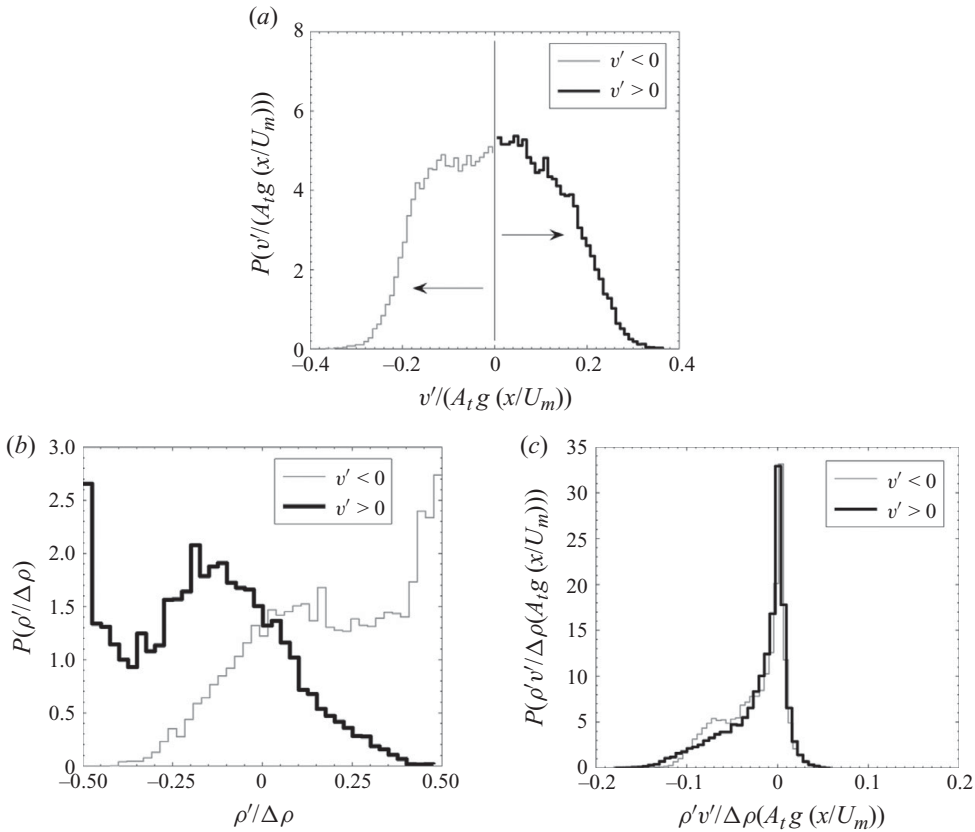 (a)
8
6
4
2
0
P(v′/(A_t g (x/U_m)))
v′ < 0
v′ > 0
−0.4 −0.2 0 0.2 0.4
v′/(A_t g (x/U_m))
(b)
3.0
2.5
2.0
1.5
1.0
0.5
0
P(ρ′/Δρ)
v′ < 0
v′ > 0
−0.50 −0.25 0 0.25 0.50
ρ′/Δρ
(c)
35
30
25
20
15
10
5
0
P(ρ′v′/Δρ(A_t g (x/U_m)))
v′ < 0
v′ > 0
−0.2 −0.1 0 0.1 0.2
ρ′v′/Δρ(A_t g (x/U_m))